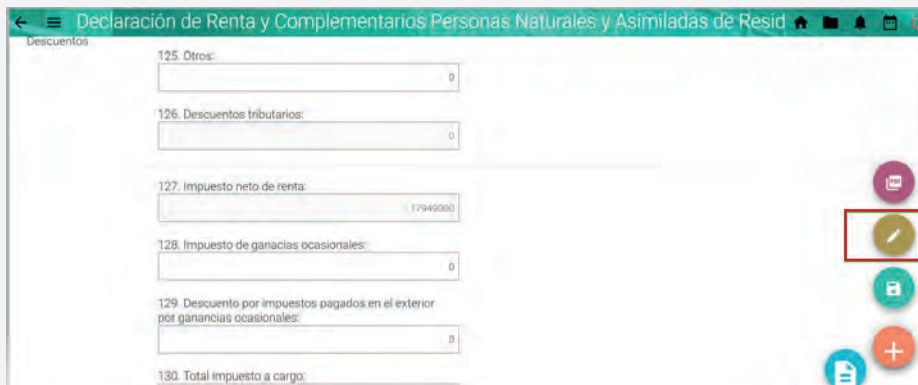 Declaración de Renta y Complementarios Personas Naturales y Asimiladas de Resid
Descuentos
125. Otros:
0
126. Descuentos tributarios:
0
127. Impuesto neto de renta:
17949000
128. Impuesto de ganacias ocasionales:
0
129. Descuento por impuestos pagados en el exterior
por ganancias ocasionales:
0
130. Total impuesto a cargo: